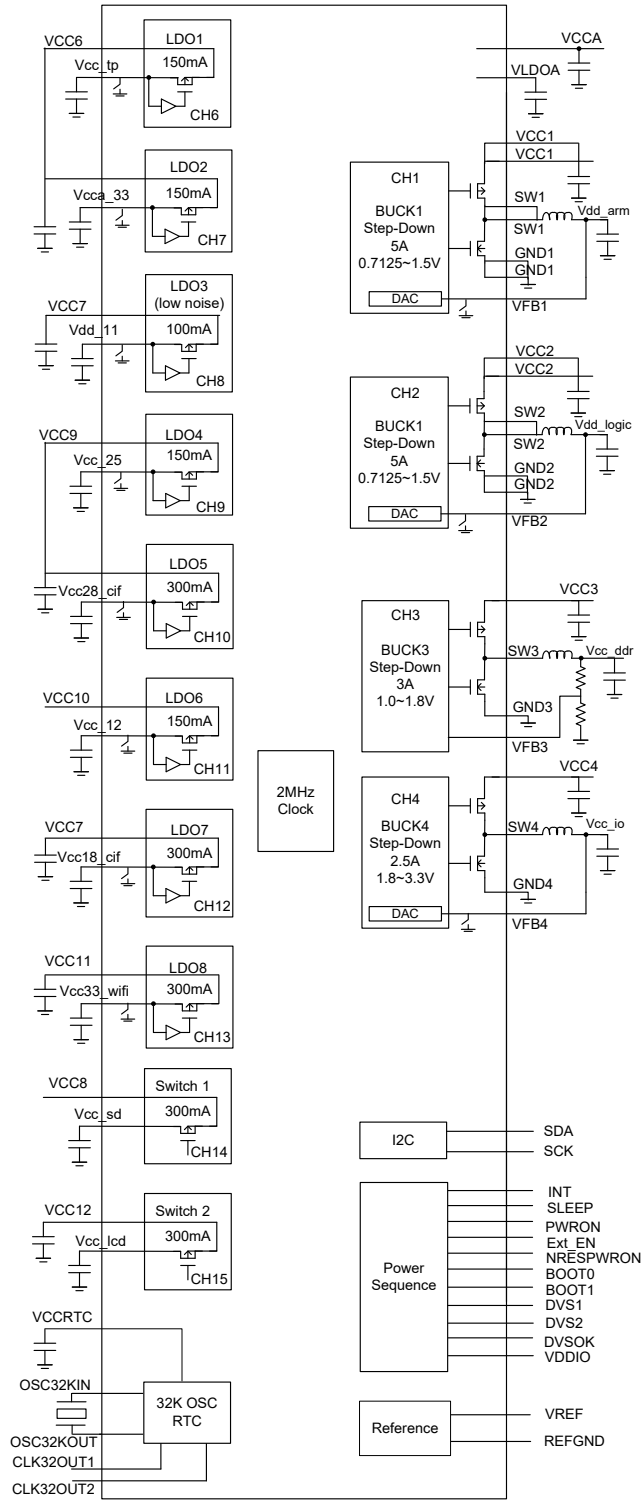 VCC6
LDO1
Vcc_tp
150mA
CH6
LDO2
Vcca_33
150mA
CH7
LDO3
(low noise)
VCC7
Vdd_11
100mA
CH8
VCC9
LDO4
Vcc_25
150mA
CH9
LDO5
Vcc28_cif
300mA
CH10
VCC10
LDO6
Vcc_12
150mA
CH11
VCC7
LDO7
Vcc18_cif
300mA
CH12
VCC11
LDO8
Vcc33_wifi
300mA
CH13
VCC8
Switch 1
Vcc_sd
300mA
CH14
VCC12
Switch 2
Vcc_lcd
300mA
CH15
VCCRTC
OSC32KIN
32K OSC
RTC
OSC32KOUT
CLK32OUT1
CLK32OUT2
2MHz
Clock
VCCA
VLDOA
CH1
BUCK1
Step-Down
5A
0.7125~1.5V
DAC
VCC1
VCC1
SW1
SW1
Vdd_arm
GND1
GND1
VFB1
CH2
BUCK1
Step-Down
5A
0.7125~1.5V
DAC
VCC2
VCC2
SW2
SW2
Vdd_logic
GND2
GND2
VFB2
CH3
BUCK3
Step-Down
3A
1.0~1.8V
VCC3
SW3
Vcc_ddr
GND3
VFB3
CH4
BUCK4
Step-Down
2.5A
1.8~3.3V
DAC
VCC4
SW4
Vcc_io
GND4
VFB4
I2C
SDA
SCK
Power
Sequence
INT
SLEEP
PWRON
Ext_EN
NRESPWRON
BOOT0
BOOT1
DVS1
DVS2
DVSOK
VDDIO
Reference
VREF
REFGND